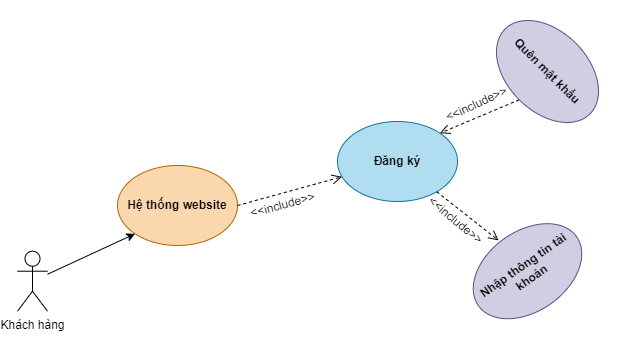 Quên mật khẩu
<<include>>
Đăng ký
Hệ thống website
<<include>>
<<include>>
Nhập thông tin tài
khoản
Khách hàng